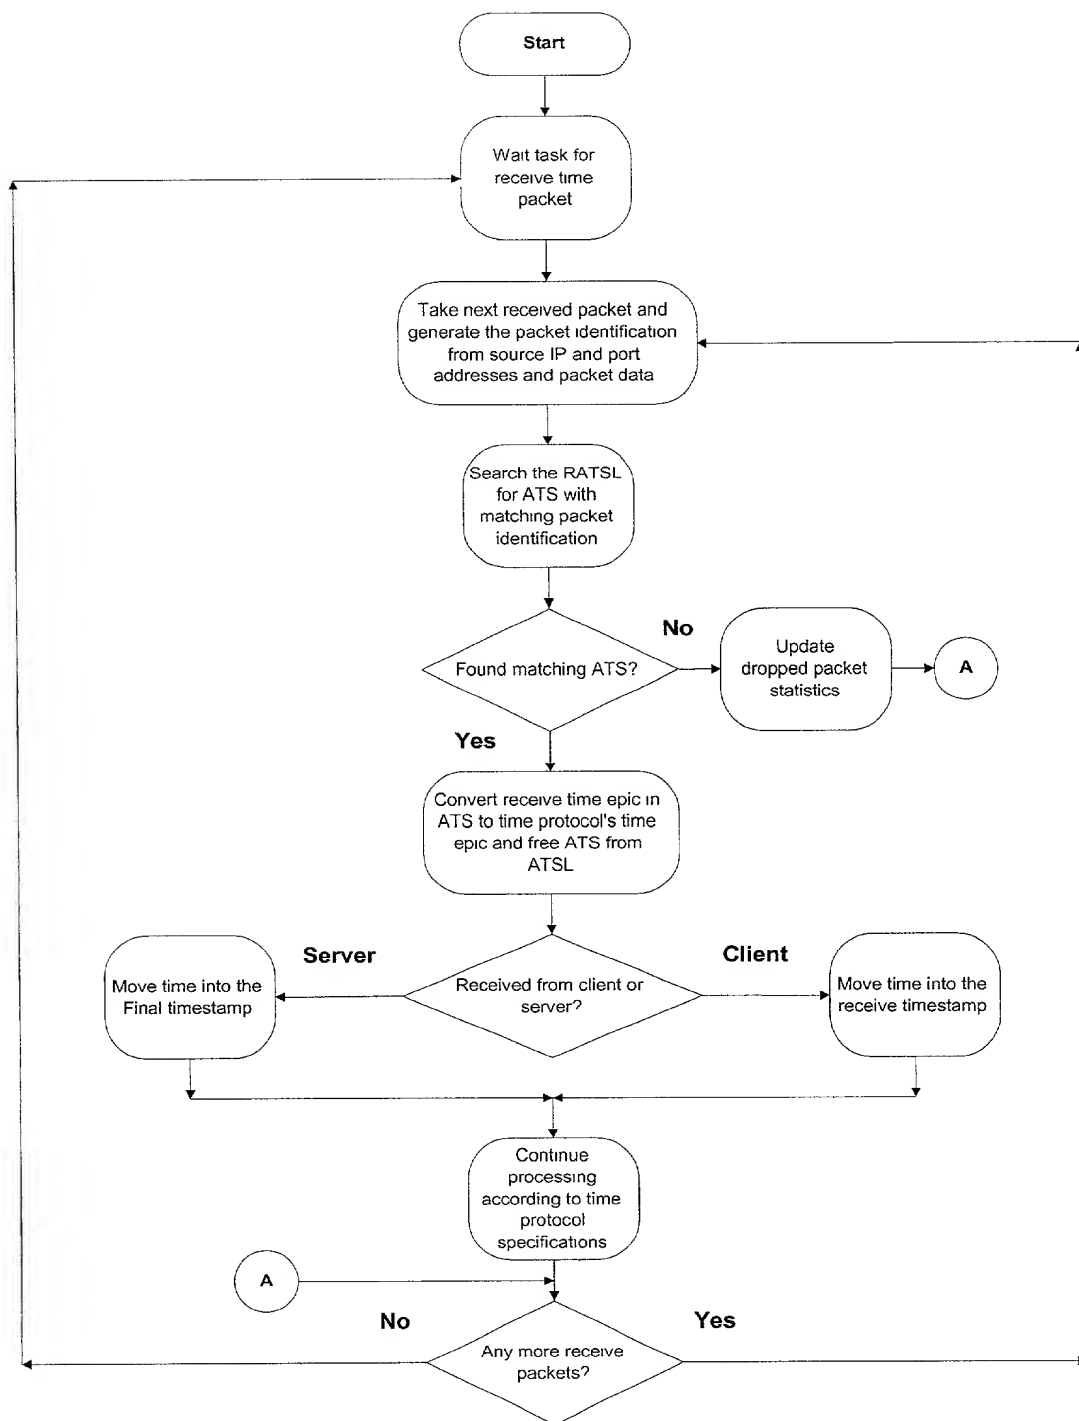 Start
Wait task for
receive time
packet
Take next received packet and
generate the packet identification
from source IP and port
addresses and packet data
Search the RATSL
for ATS with
matching packet
identification
Found matching ATS?
No
Update
dropped packet
statistics
A
Yes
Convert receive time epic in
ATS to time protocol's time
epic and free ATS from
ATSL
Server
Received from client or
server?
Client
Move time into the
Final timestamp
Move time into the
receive timestamp
Continue
processing
according to time
protocol
specifications
A
No
Any more receive
packets?
Yes